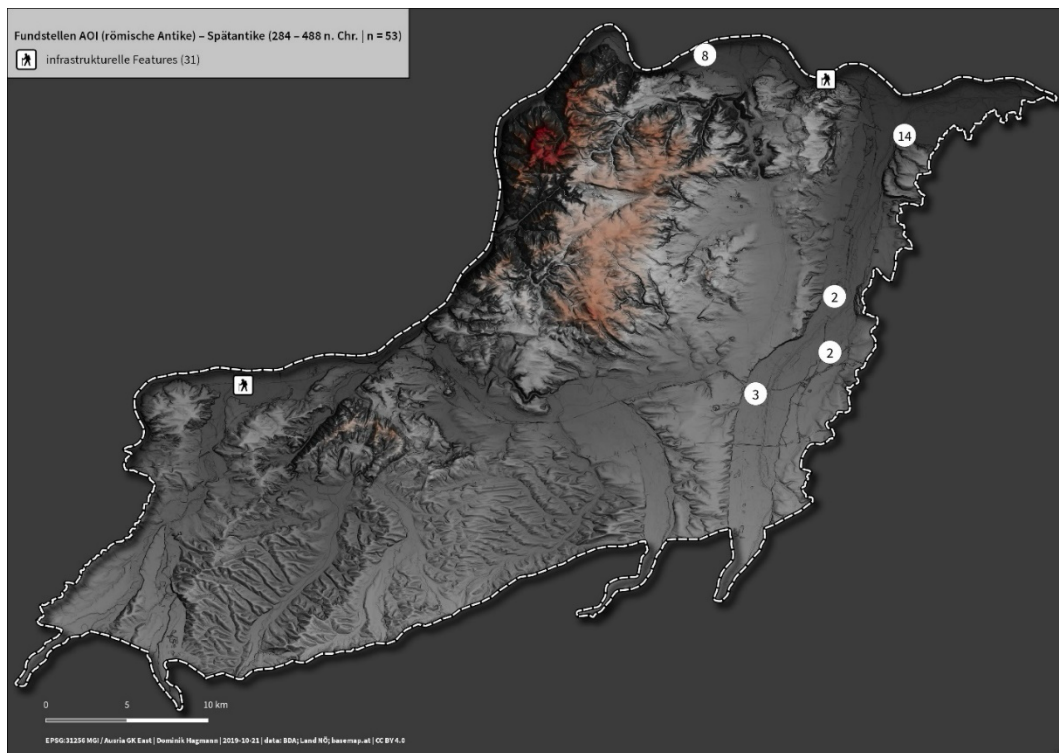 Fundstellen AOI (römische Antike) – Spätantike (284 – 488 n. Chr. | n = 53)
infrastrukturelle Features (31)
8
14
2
2
3
0 5 10 km
EPSG:31256 MGI / Austria GK East | Dominik Hagmann | 2019-10-21 | data: BDA; Land NÖ; basemap.at | CC BY 4.0